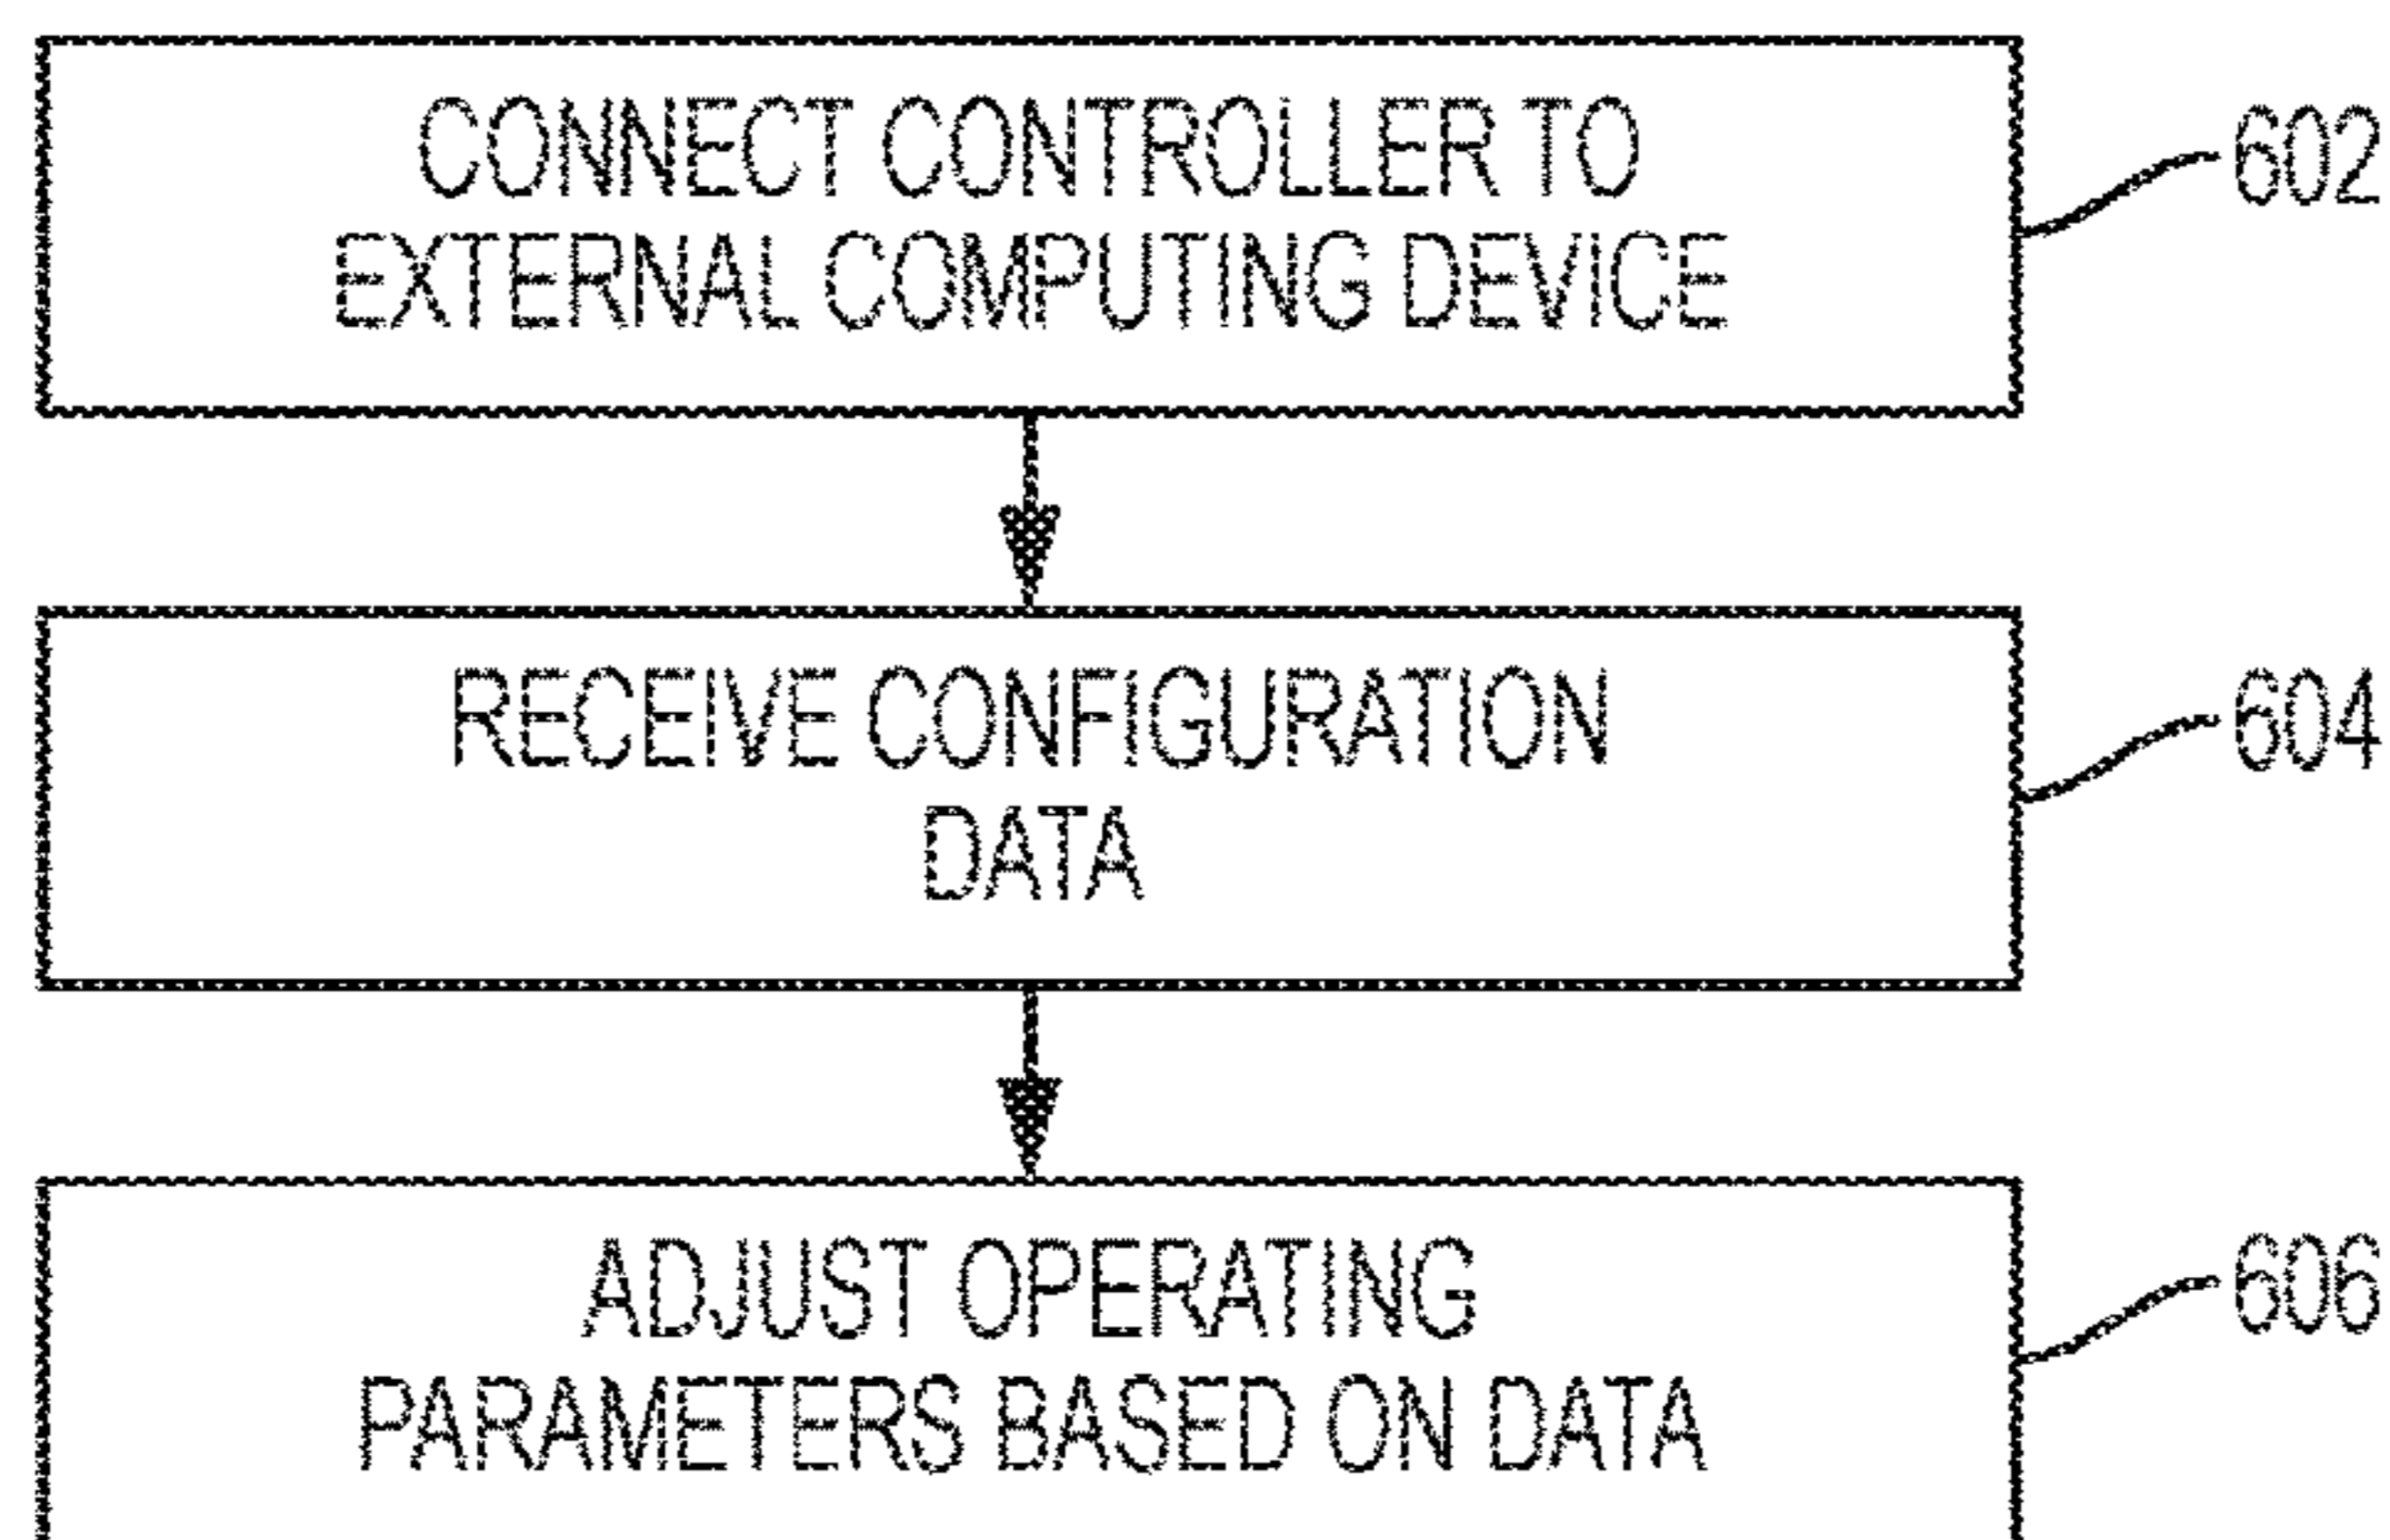 CONNECT CONTROLLER TO
EXTERNAL COMPUTING DEVICE
602
RECEIVE CONFIGURATION
DATA
604
ADJUST OPERATING
PARAMETERS BASED ON DATA
606